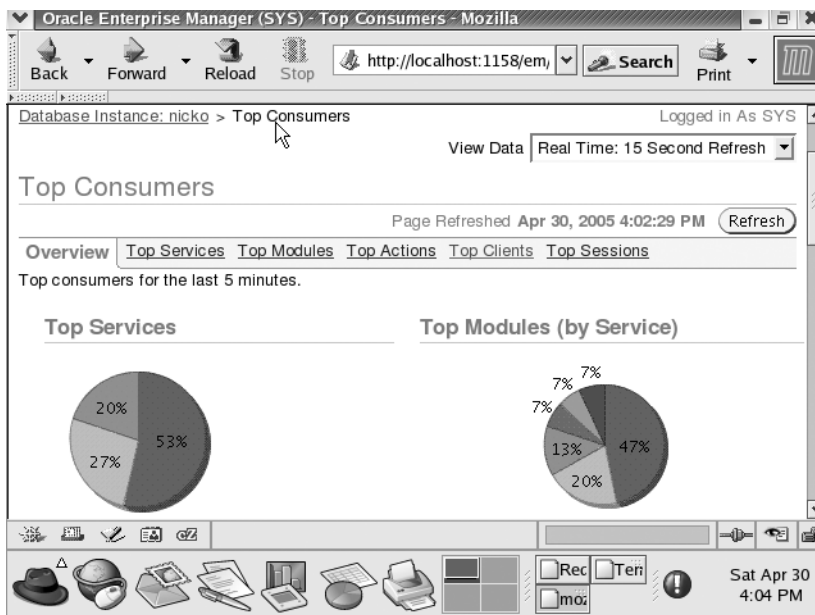 Oracle Enterprise Manager (SYS) - Top Consumers - Mozilla
Back Forward Reload Stop http://localhost:1158/em/ Search Print
Database Instance: nicko > Top Consumers Logged in As SYS
View Data Real Time: 15 Second Refresh
Top Consumers
Page Refreshed Apr 30, 2005 4:02:29 PM Refresh
Overview Top Services Top Modules Top Actions Top Clients Top Sessions
Top consumers for the last 5 minutes.
Top Services Top Modules (by Service)
20% 53% 27%
7% 7% 7% 13% 47% 20%
Rec Teri
moz
Sat Apr 30
4:04 PM